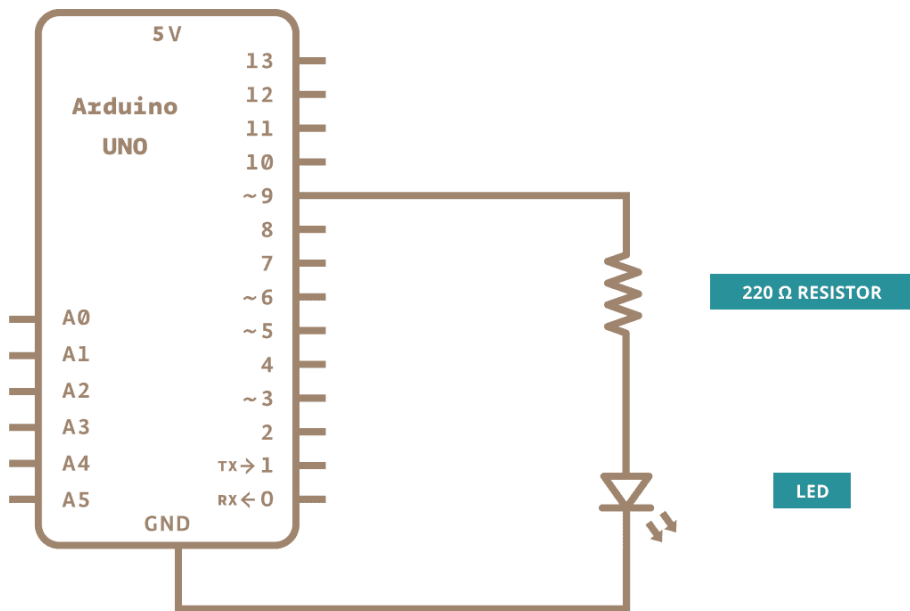 5V
Arduino
UNO
13
12
11
10
~9
8
7
~6
~5
4
~3
2
TX→1
RX←0
A0
A1
A2
A3
A4
A5
GND
220 Ω RESISTOR
LED